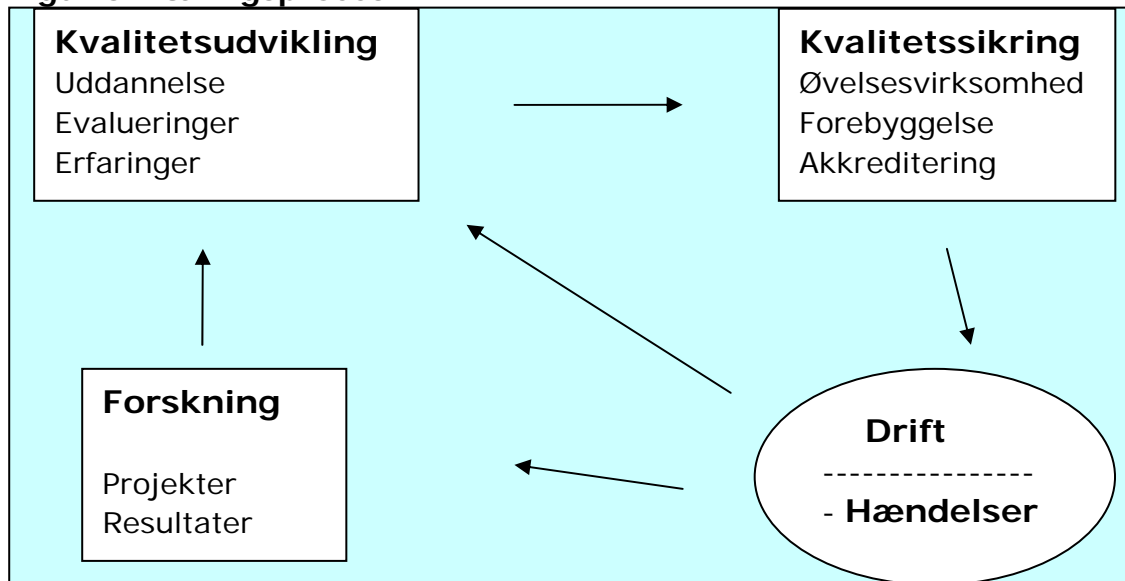 Kvalitetsudvikling
Uddannelse
Evalueringer
Erfaringer
Kvalitetssikring
Øvelsesvirksomhed
Forebyggelse
Akkreditering
Forskning
Projekter
Resultater
Drift
----------------
- Hændelser